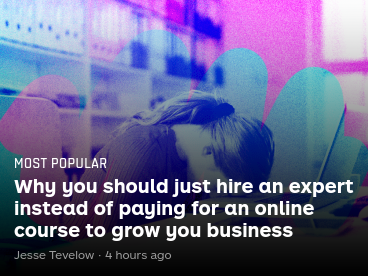 MOST POPULAR
Why you should just hire an expert
instead of paying for an online
course to grow you business
Jesse Tevelow · 4 hours ago